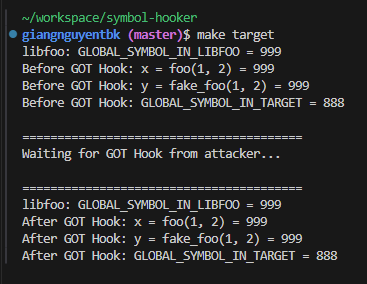 ~/workspace/symbol-hooker
giangnguyentbk (master)$ make target
libfoo: GLOBAL_SYMBOL_IN_LIBFOO = 999
Before GOT Hook: x = foo(1, 2) = 999
Before GOT Hook: y = fake_foo(1, 2) = 999
Before GOT Hook: GLOBAL_SYMBOL_IN_TARGET = 888
========================================
Waiting for GOT Hook from attacker...
========================================
libfoo: GLOBAL_SYMBOL_IN_LIBFOO = 999
After GOT Hook: x = foo(1, 2) = 999
After GOT Hook: y = fake_foo(1, 2) = 999
After GOT Hook: GLOBAL_SYMBOL_IN_TARGET = 888